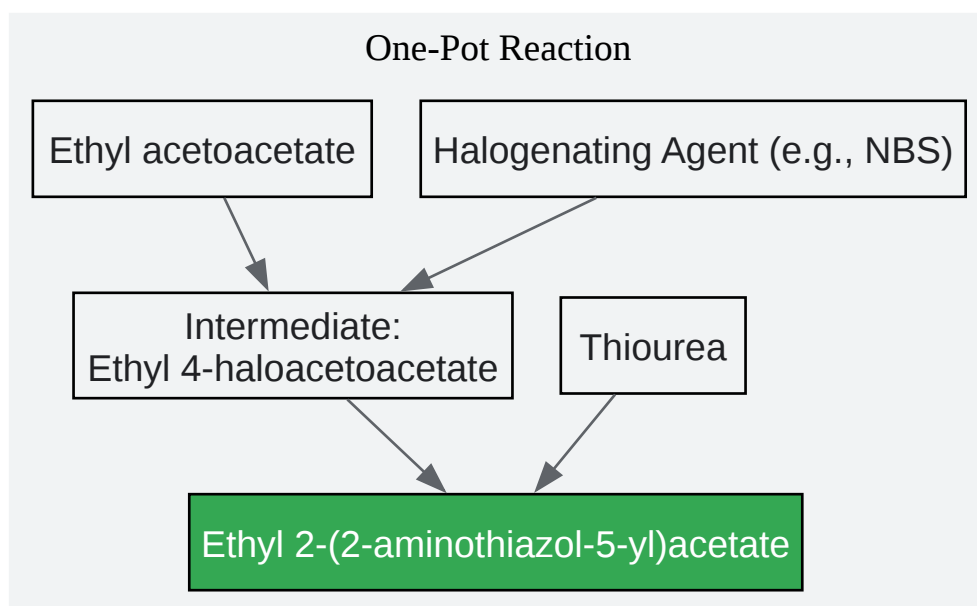 One-Pot Reaction
Ethyl acetoacetate
Halogenating Agent (e.g., NBS)
Intermediate:
Ethyl 4-haloacetoacetate
Thiourea
Ethyl 2-(2-aminothiazol-5-yl)acetate